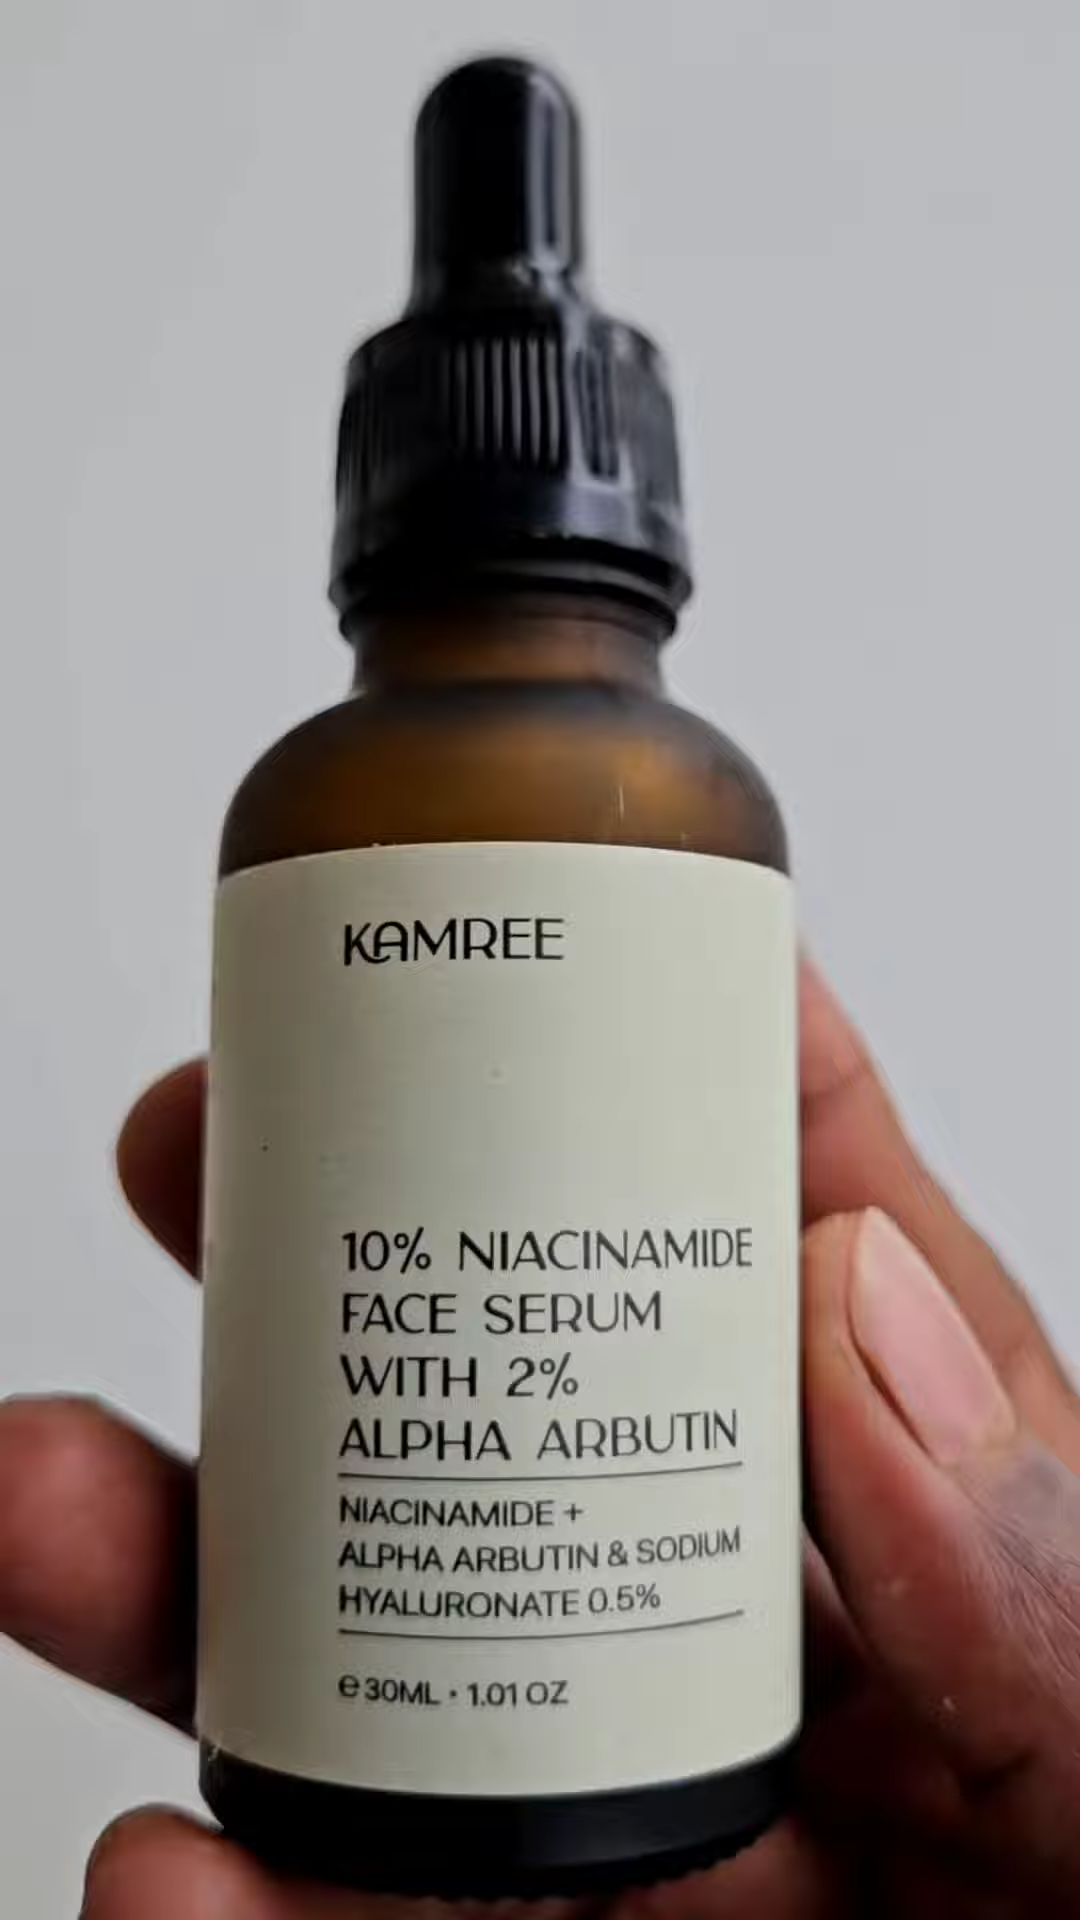 KAMREE
10% NIACINAMIDE
FACE SERUM
WITH 2%
ALPHA ARBUTIN
NIACINAMIDE +
ALPHA ARBUTIN & SODIUM
HYALURONATE 0.5%
℮30ML • 1.01 OZ